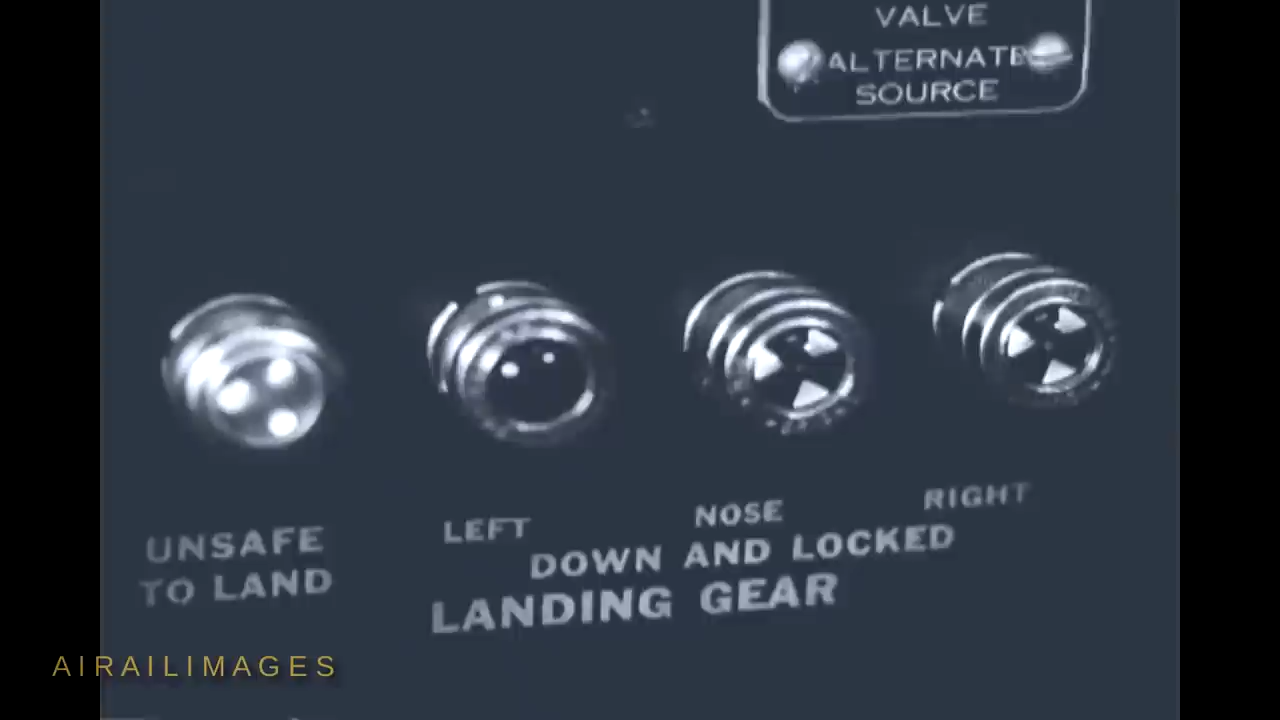 VALVE
ALTERNATE
SOURCE
UNSAFE
TO LAND
LEFT
NOSE
RIGHT
DOWN AND LOCKED
LANDING GEAR
AIRAILIMAGES